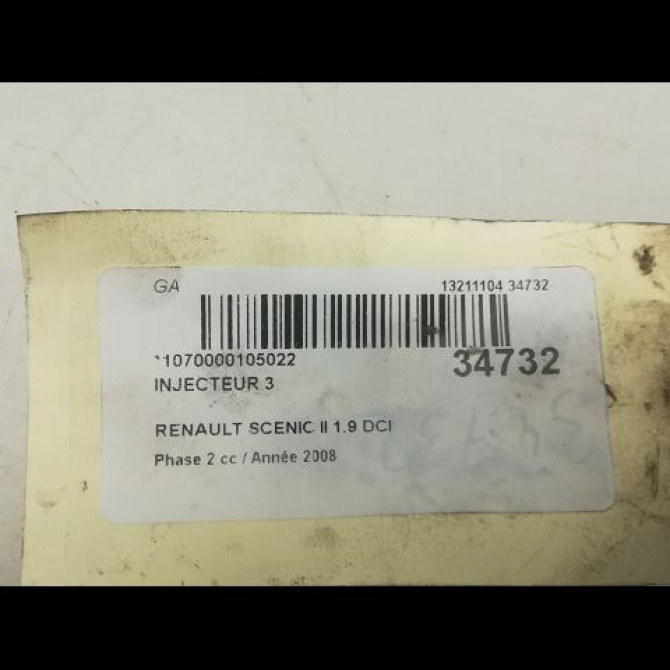 GA 13211104 34732
*1070000105022 34732
INJECTEUR 3
RENAULT SCENIC II 1.9 DCI
Phase 2 cc / Année 2008